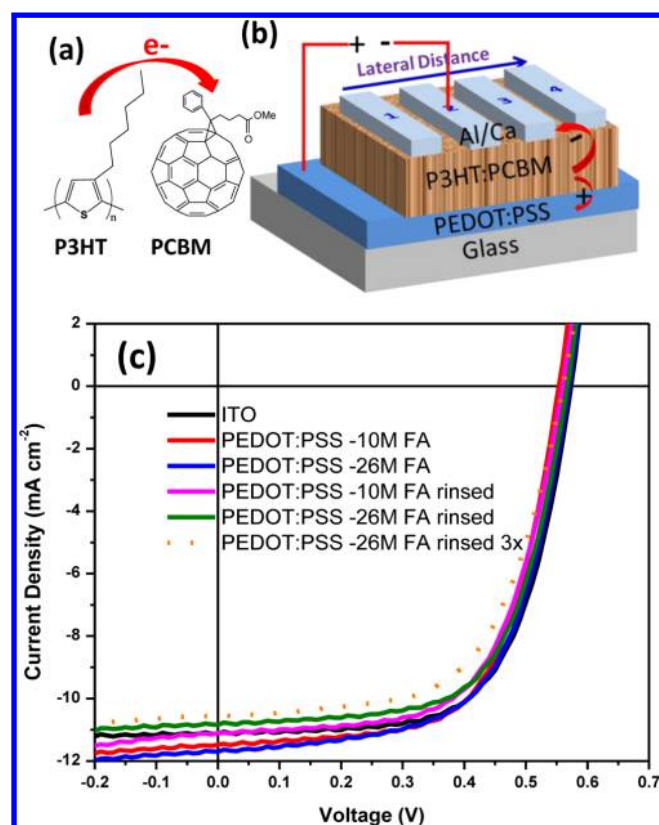 (a)
e-
OMe
O
S
n
P3HT
PCBM
(b)
+ -
Lateral Distance
1
3
4
Al/Ca
-
P3HT:PCBM
+
PEDOT:PSS
Glass
(c)
ITO
PEDOT:PSS -10M FA
PEDOT:PSS -26M FA
PEDOT:PSS -10M FA rinsed
PEDOT:PSS -26M FA rinsed
PEDOT:PSS -26M FA rinsed 3x
Current Density (mA cm⁻²)
2
0
-2
-4
-6
-8
-10
-12
-0.2 -0.1 0.0 0.1 0.2 0.3 0.4 0.5 0.6 0.7
Voltage (V)